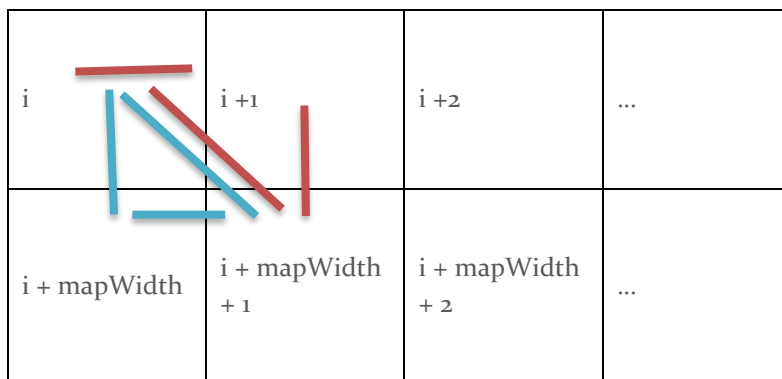 i
i +1
i +2
...
i + mapWidth
i + mapWidth
+ 1
i + mapWidth
+ 2
...